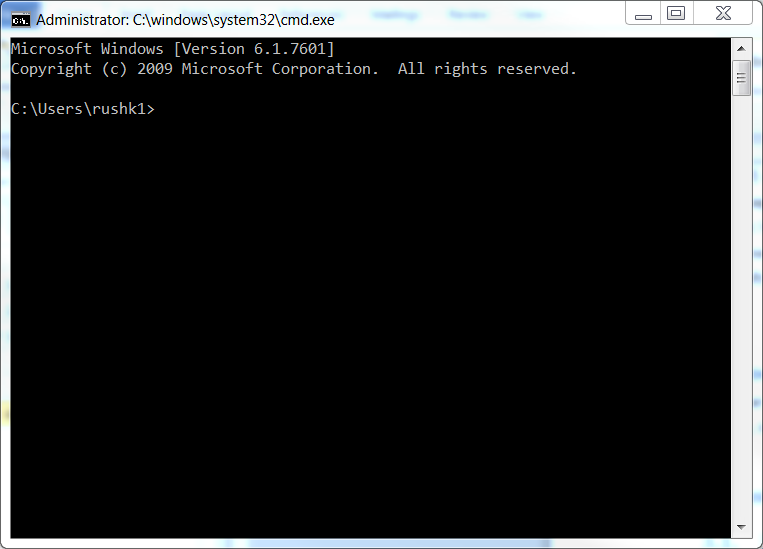 Administrator: C:\windows\system32\cmd.exe
Microsoft Windows [Version 6.1.7601]
Copyright (c) 2009 Microsoft Corporation.  All rights reserved.
C:\Users\rushk1>